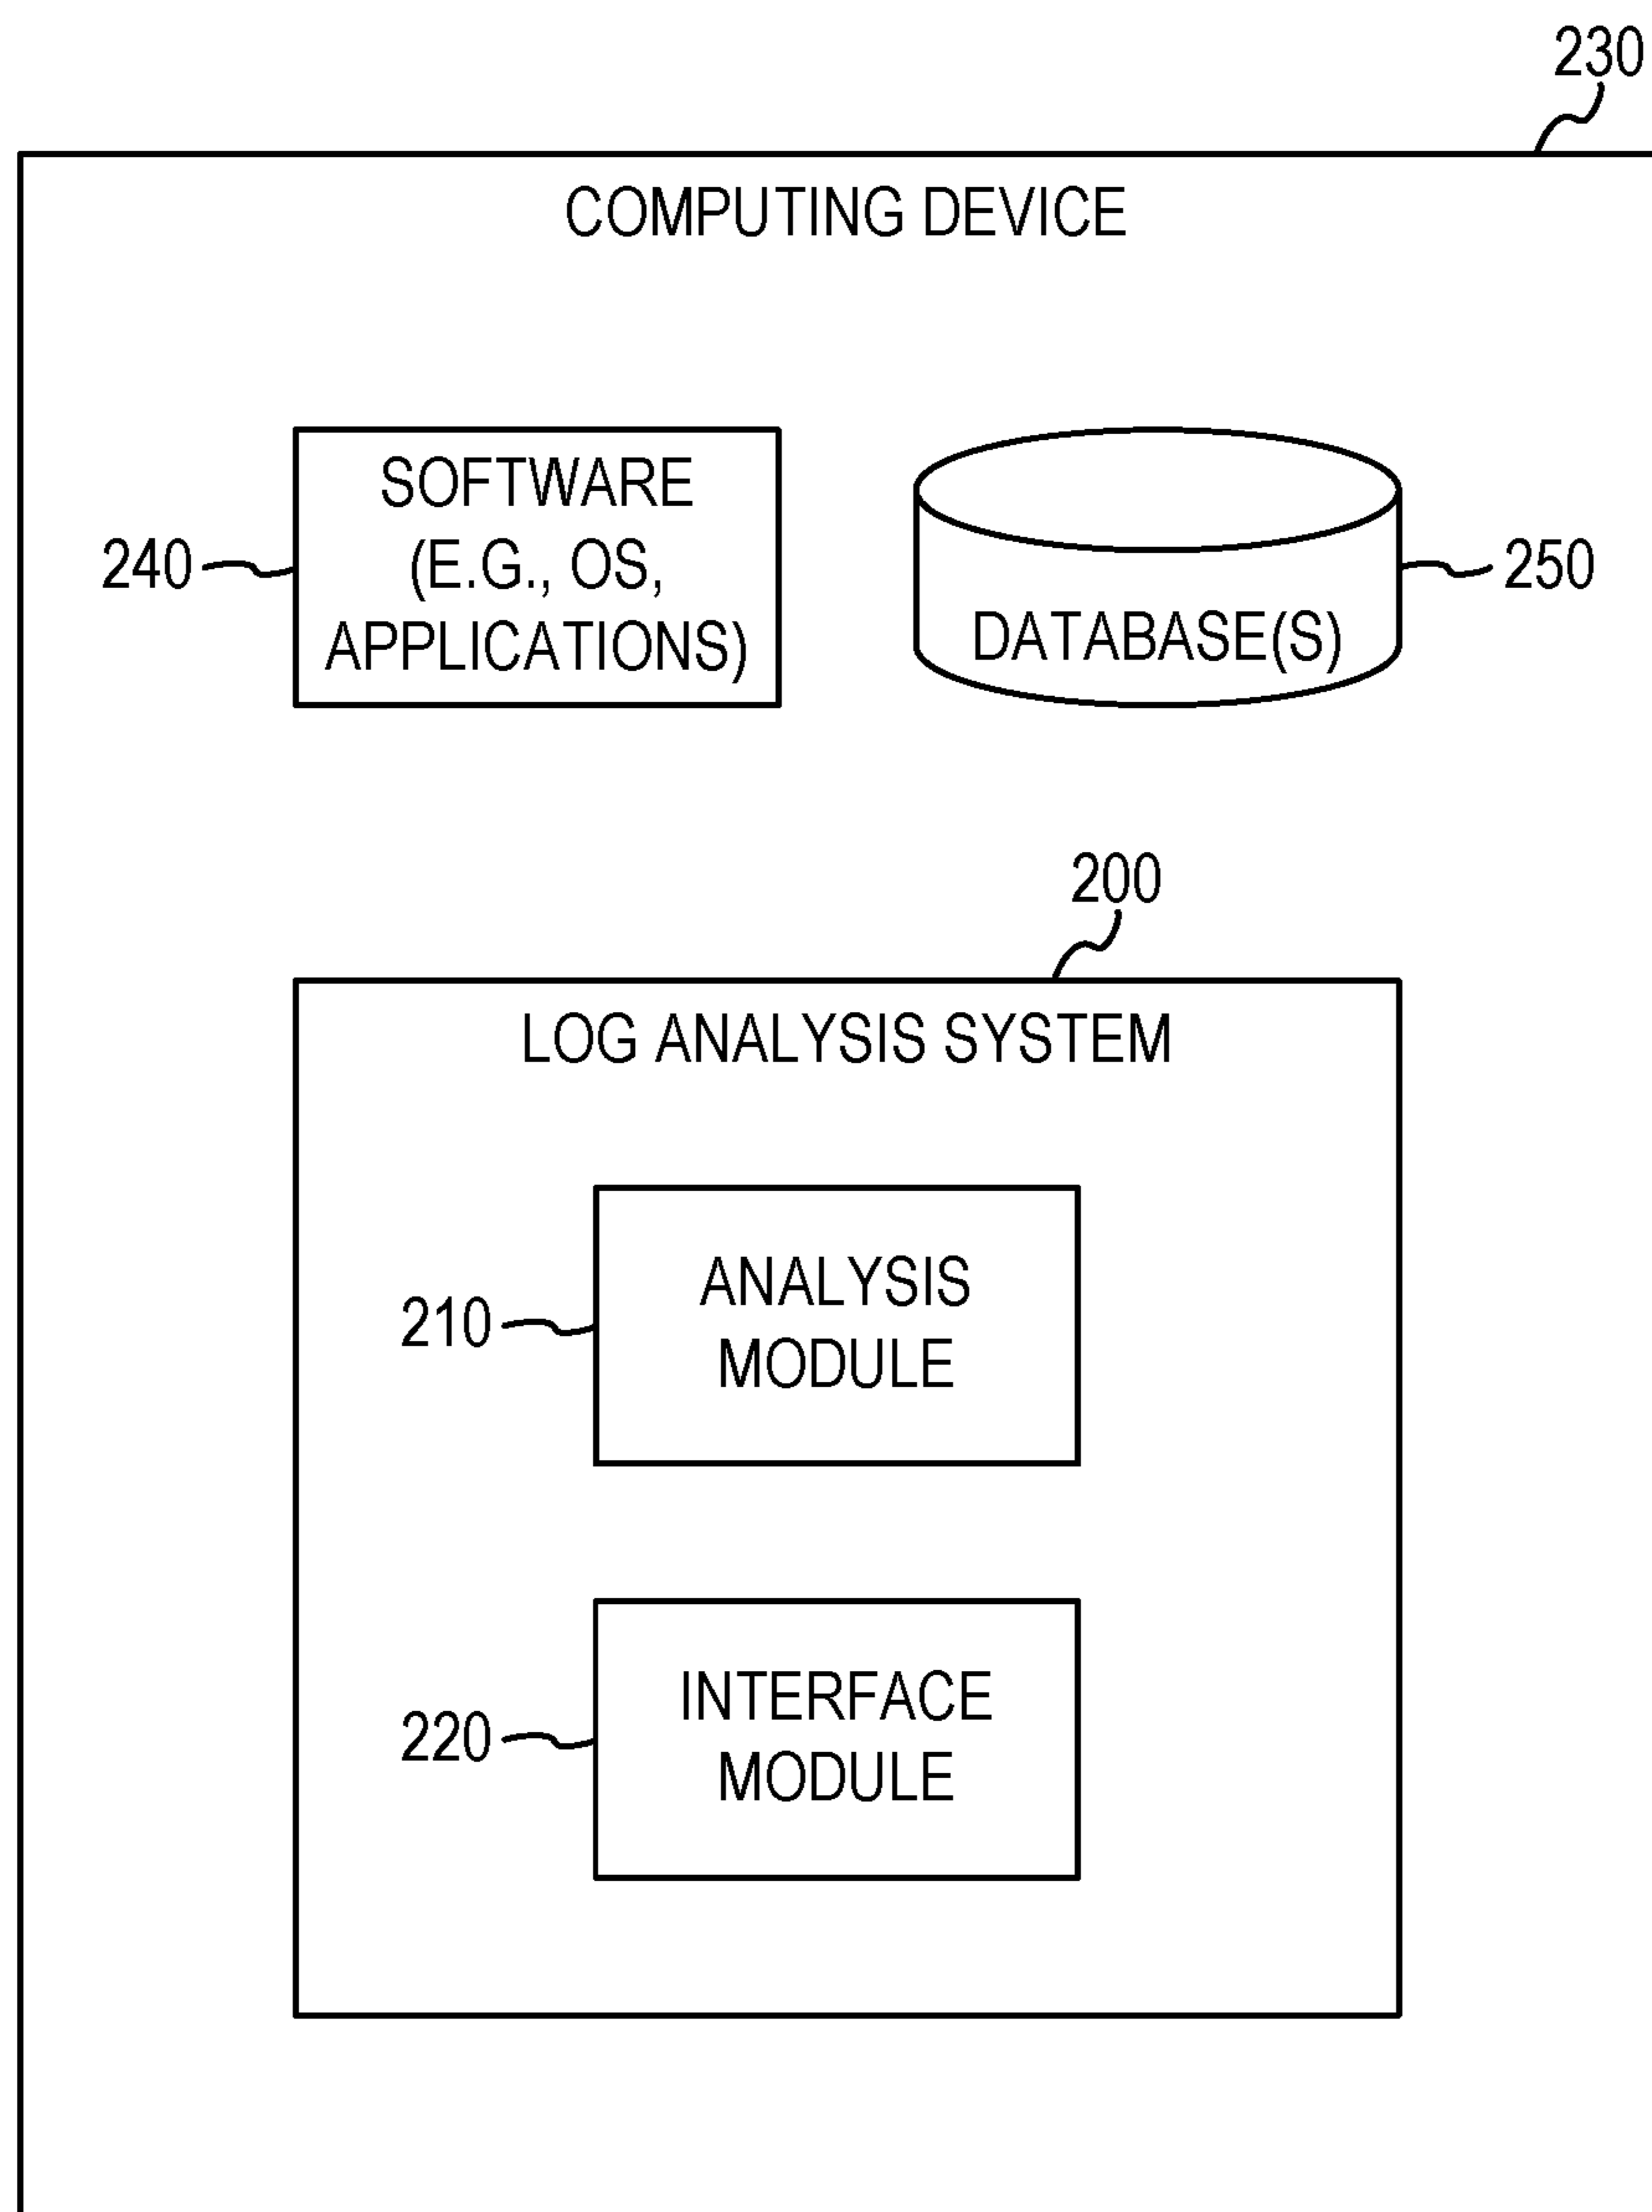 230
COMPUTING DEVICE
SOFTWARE
(E.G., OS,
APPLICATIONS)
240
DATABASE(S)
250
200
LOG ANALYSIS SYSTEM
ANALYSIS
MODULE
210
INTERFACE
MODULE
220